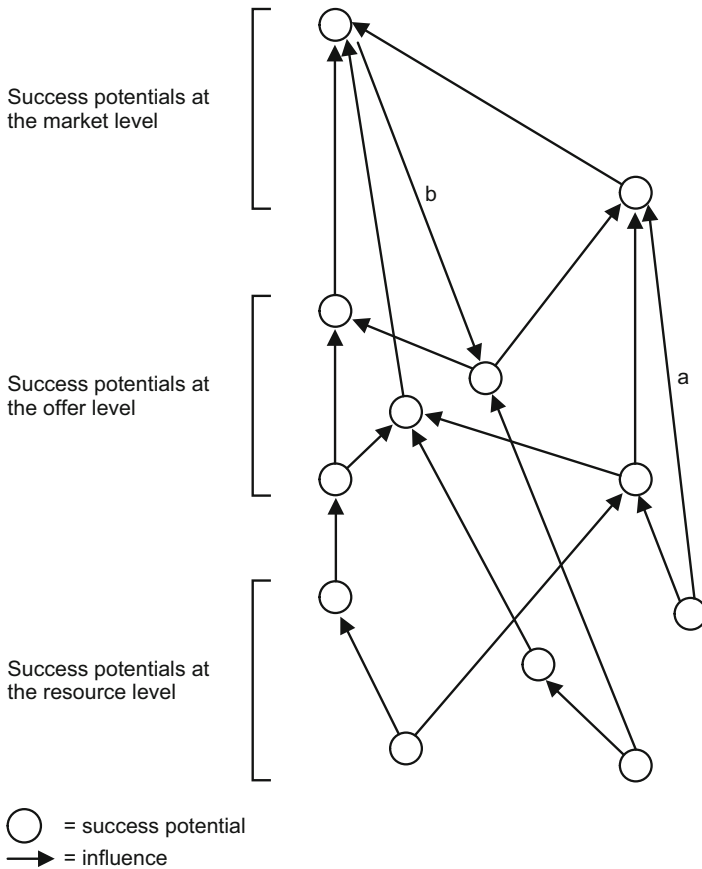 Success potentials at
the market level
b
Success potentials at
the offer level
a
Success potentials at
the resource level
= success potential
= influence